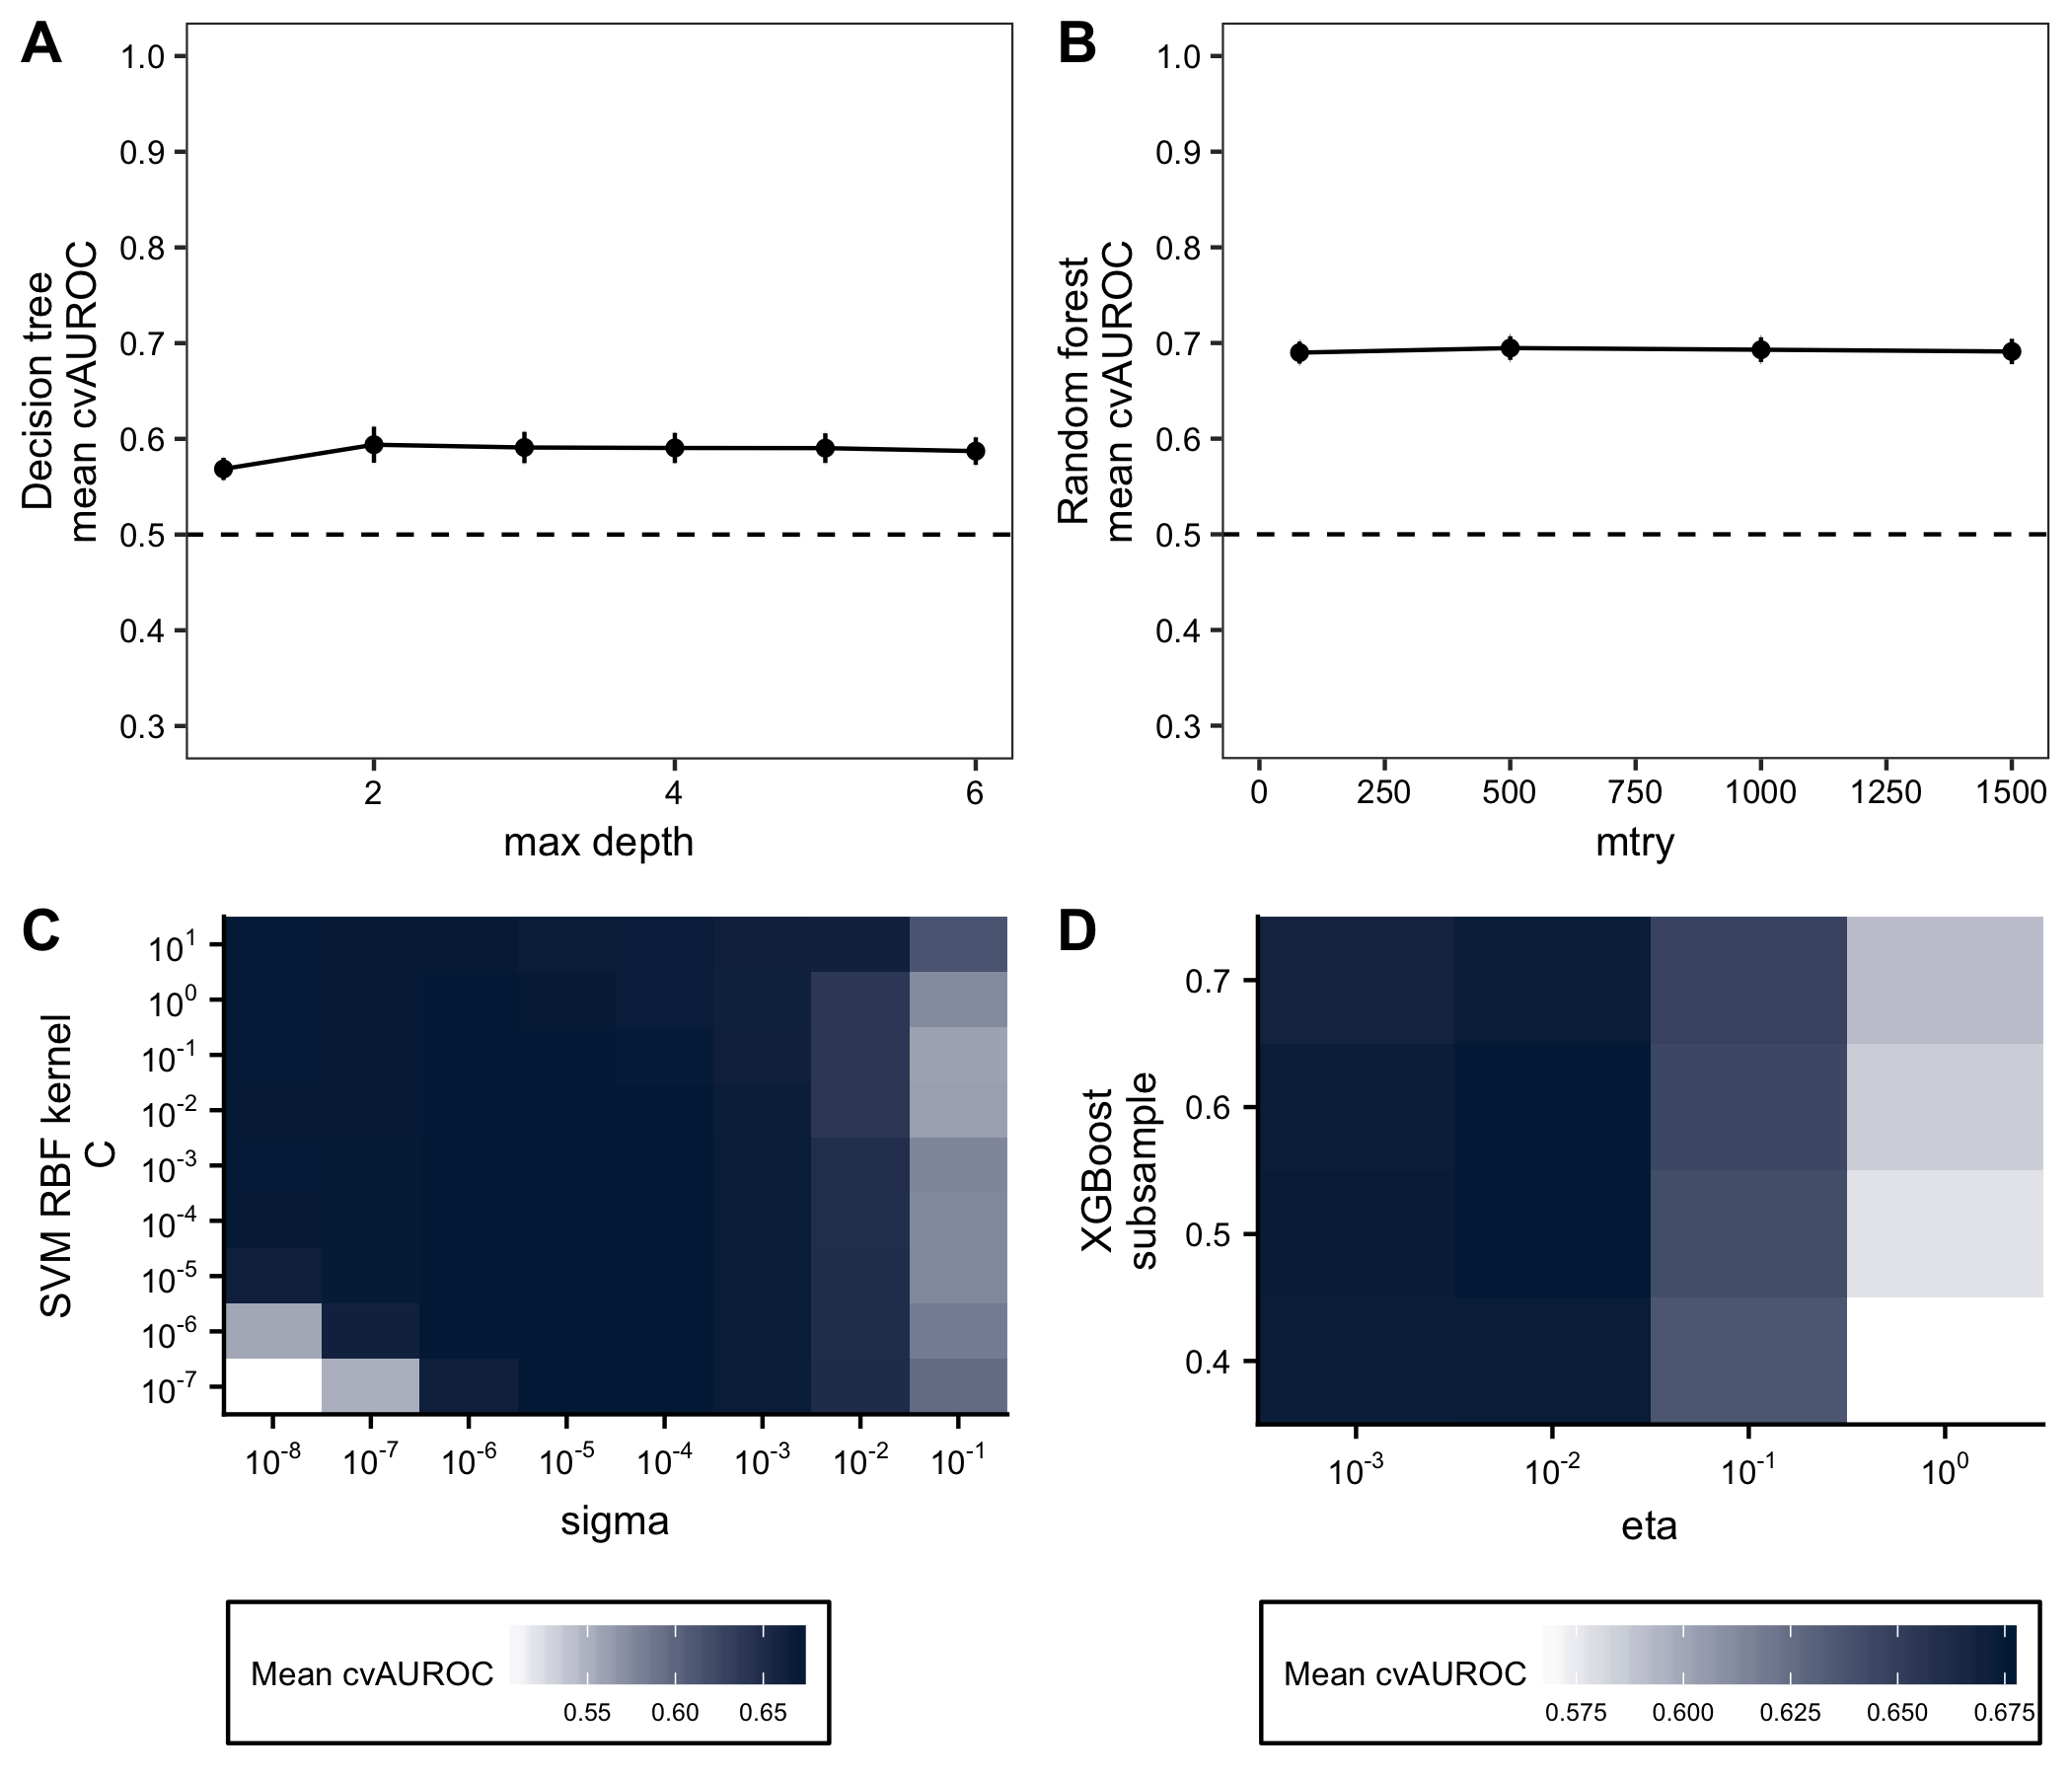 A
1.0
0.9
0.8
0.7
0.6
0.5
0.4
0.3
Decision tree
mean cvAUROC
2 4 6
max depth
B
1.0
0.9
0.8
0.7
0.6
0.5
0.4
0.3
Random forest
mean cvAUROC
0 250 500 750 1000 1250 1500
mtry
C
10¹
10⁰
10⁻¹
10⁻²
10⁻³
10⁻⁴
10⁻⁵
10⁻⁶
10⁻⁷
SVM RBF kernel
C
10⁻⁸ 10⁻⁷ 10⁻⁶ 10⁻⁵ 10⁻⁴ 10⁻³ 10⁻² 10⁻¹
sigma
Mean cvAUROC
0.55 0.60 0.65
D
0.7
0.6
0.5
0.4
XGBoost
subsample
10⁻³ 10⁻² 10⁻¹ 10⁰
eta
Mean cvAUROC
0.575 0.600 0.625 0.650 0.675